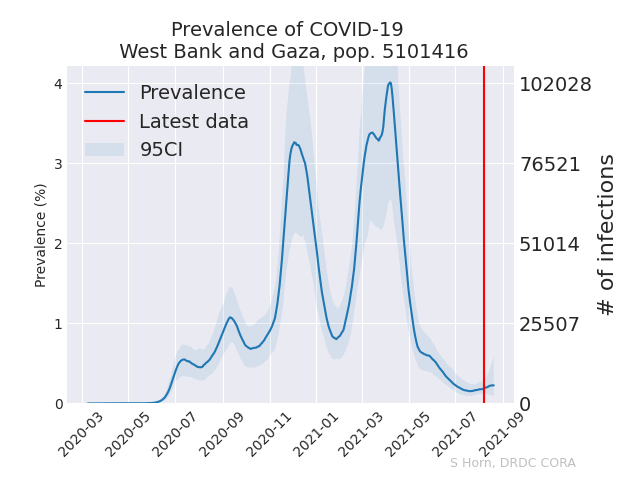 Prevalence of COVID-19
West Bank and Gaza, pop. 5101416
Prevalence
Latest data
95CI
Prevalence (%)
4
3
2
1
0
102028
76521
51014
25507
0
# of infections
2020-03
2020-05
2020-07
2020-09
2020-11
2021-01
2021-03
2021-05
2021-07
2021-09
S Horn, DRDC CORA